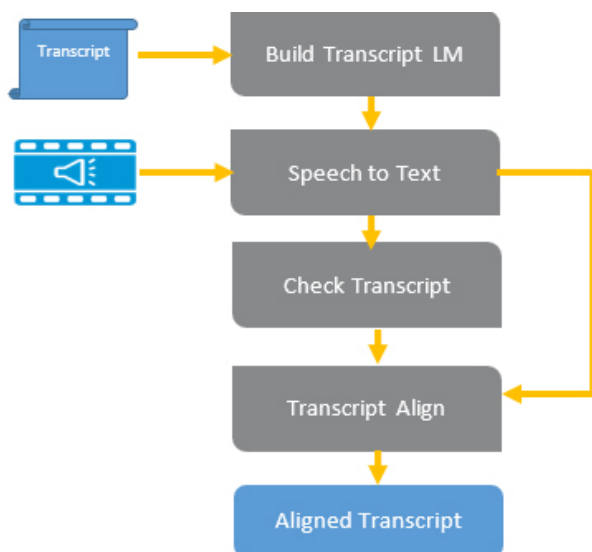 Transcript
Build Transcript LM
Speech to Text
Check Transcript
Transcript Align
Aligned Transcript